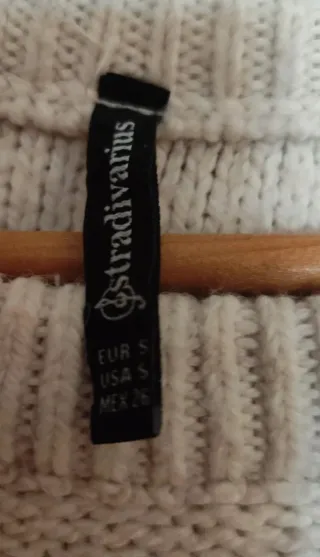 stradivarius
EUR S
USA S
MEX 26